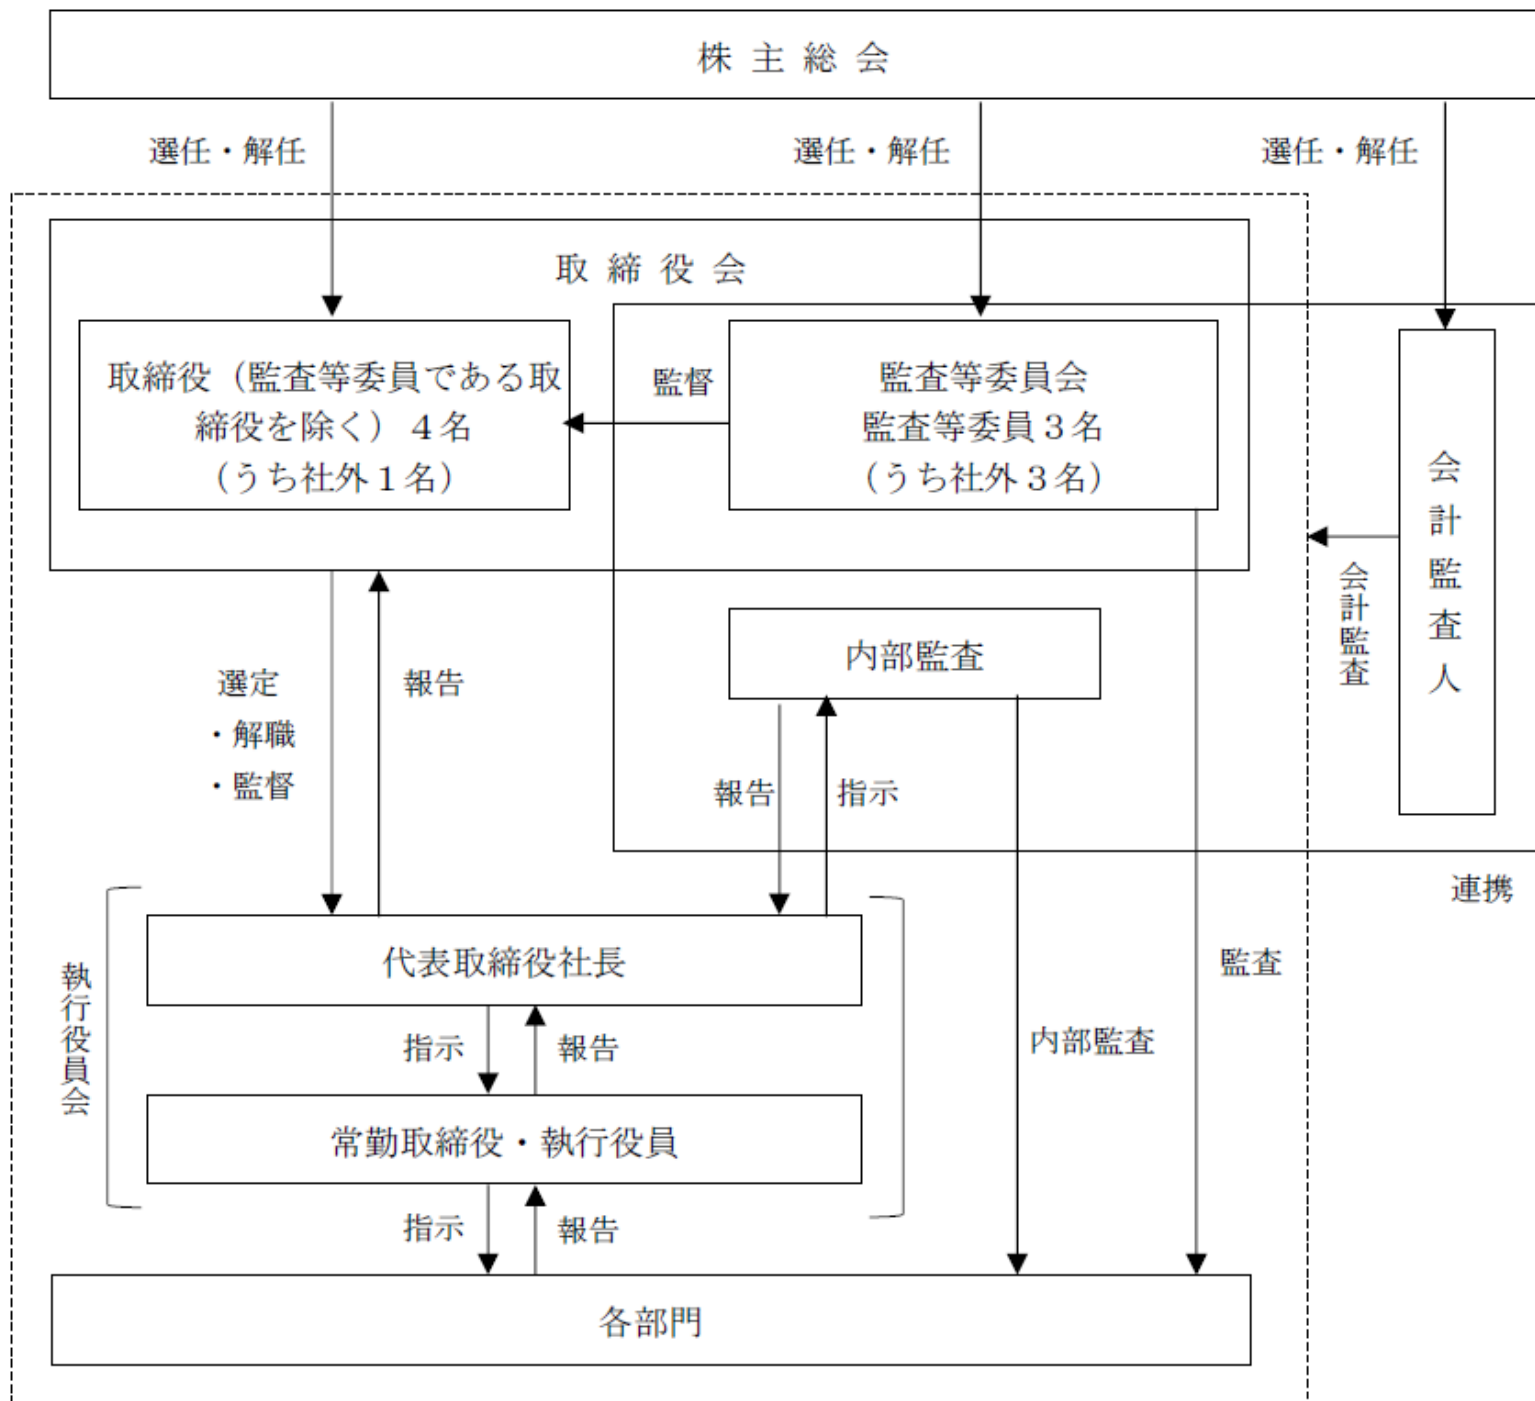 株主総会
選任・解任
選任・解任
選任・解任
取締役会
取締役（監査等委員である取
締役を除く）４名
（うち社外１名）
監督
監査等委員会
監査等委員３名
（うち社外３名）
会計監査人
会計監査
内部監査
選定
・解職
・監督
報告
報告
指示
連携
執行役員会
代表取締役社長
監査
指示
報告
内部監査
常勤取締役・執行役員
指示
報告
各部門